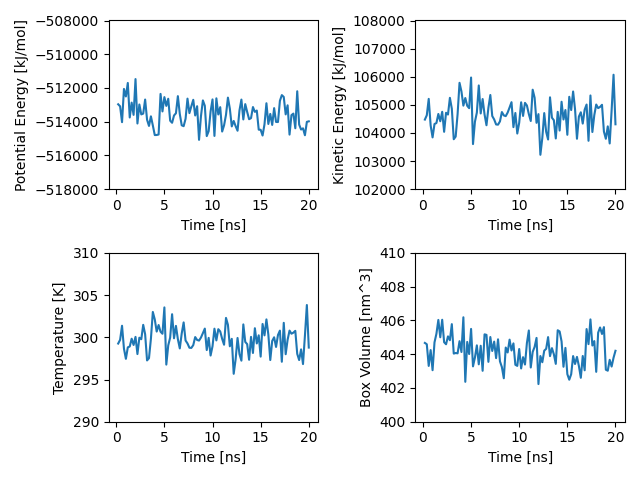 Potential Energy [kJ/mol]
−508000
−510000
−512000
−514000
−516000
−518000
0 5 10 15 20
Time [ns]
Kinetic Energy [kJ/mol]
108000
107000
106000
105000
104000
103000
102000
0 5 10 15 20
Time [ns]
Temperature [K]
310
305
300
295
290
0 5 10 15 20
Time [ns]
Box Volume [nm^3]
410
408
406
404
402
400
0 5 10 15 20
Time [ns]